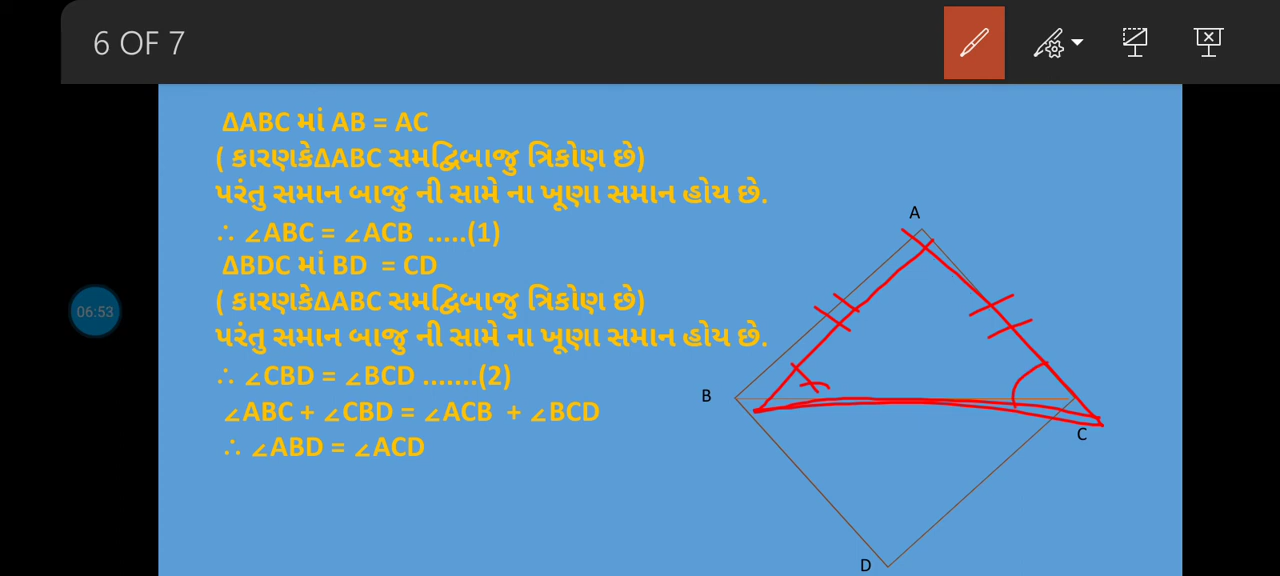 6 OF 7
ΔABC માં AB = AC
( કારણકેΔABC સમદ્વિબાજુ ત્રિકોણ છે)
પરંતુ સમાન બાજુ ની સામે ના ખૂણા સમાન હોય છે.
∴ ∠ABC = ∠ACB .....(1)
ΔBDC માં BD = CD
( કારણકેΔABC સમદ્વિબાજુ ત્રિકોણ છે)
પરંતુ સમાન બાજુ ની સામે ના ખૂણા સમાન હોય છે.
∴ ∠CBD = ∠BCD .......(2)
∠ABC + ∠CBD = ∠ACB + ∠BCD
∴ ∠ABD = ∠ACD
06:53
A
B
C
D